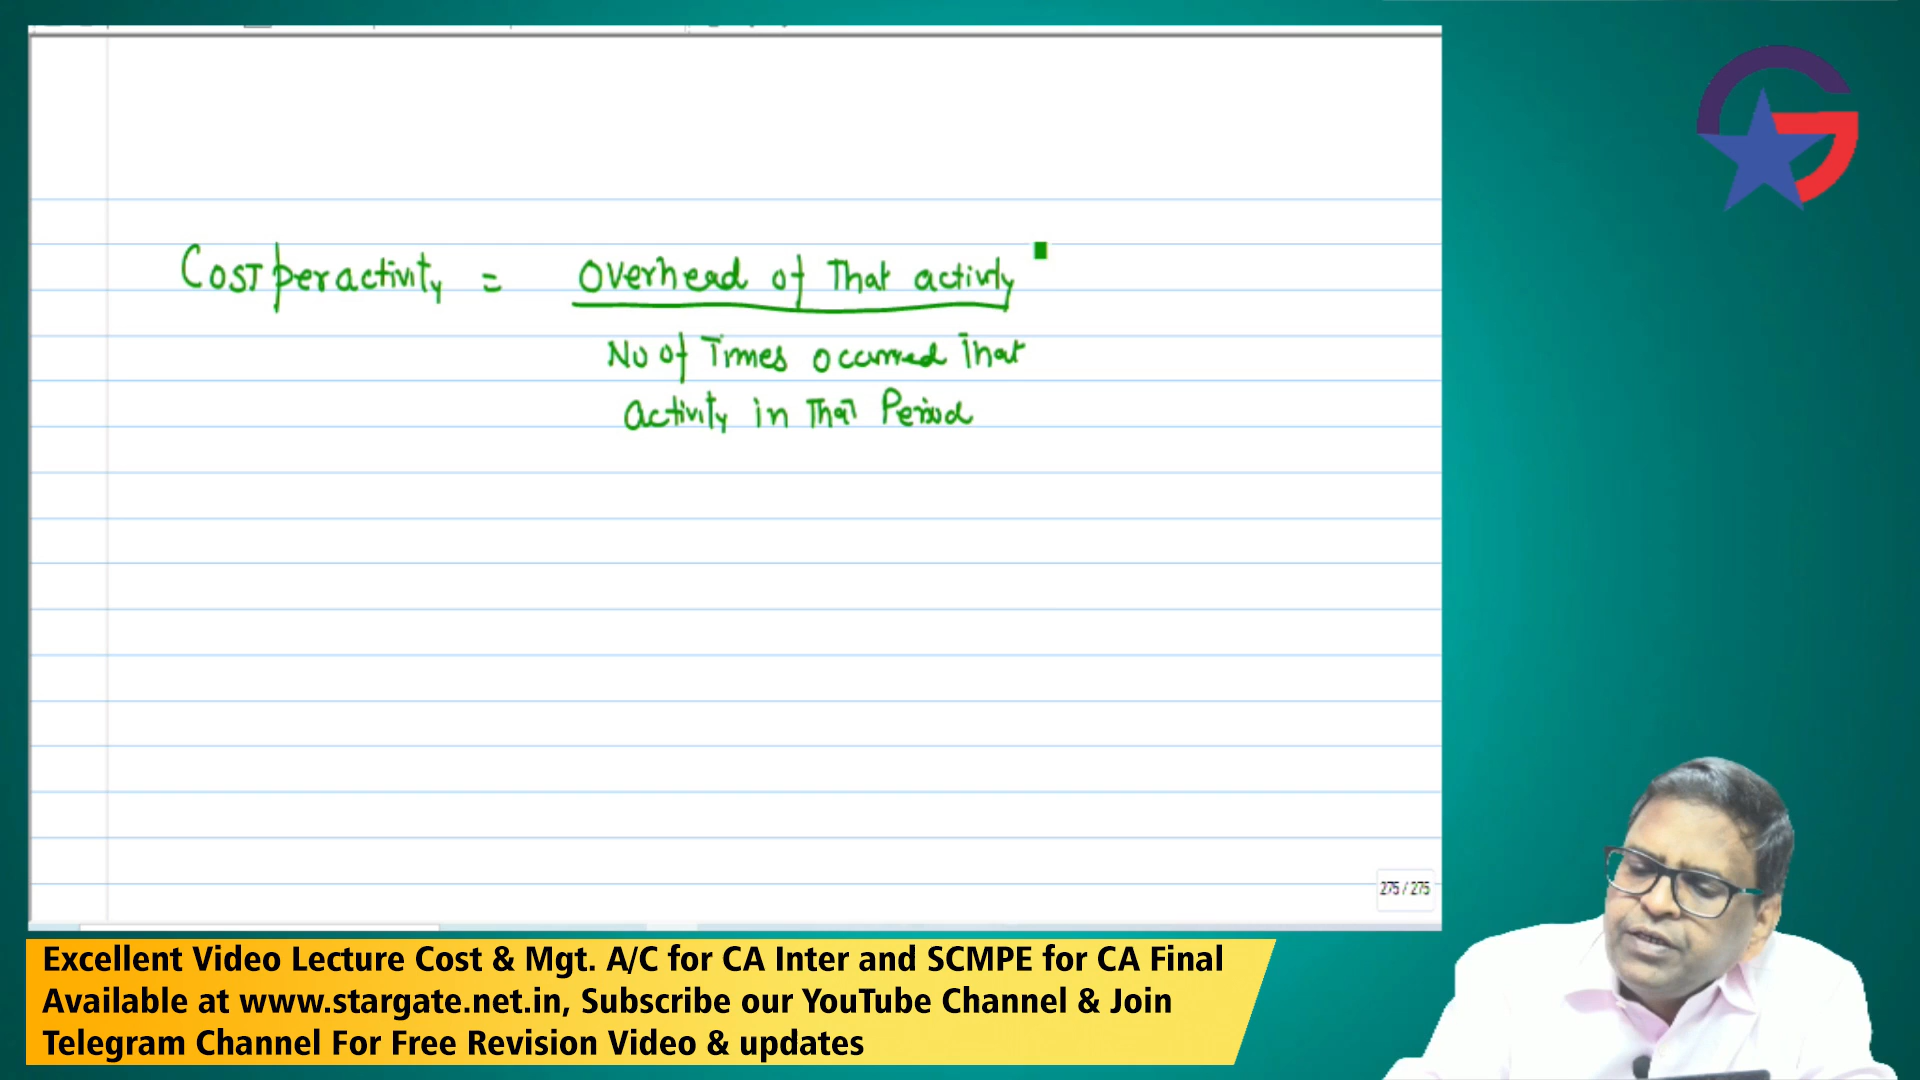 Cost per activity = Overhead of That activity
No of Times occurred That
activity in That Period
275 / 275
Excellent Video Lecture Cost & Mgt. A/C for CA Inter and SCMPE for CA Final
Available at www.stargate.net.in, Subscribe our YouTube Channel & Join
Telegram Channel For Free Revision Video & updates